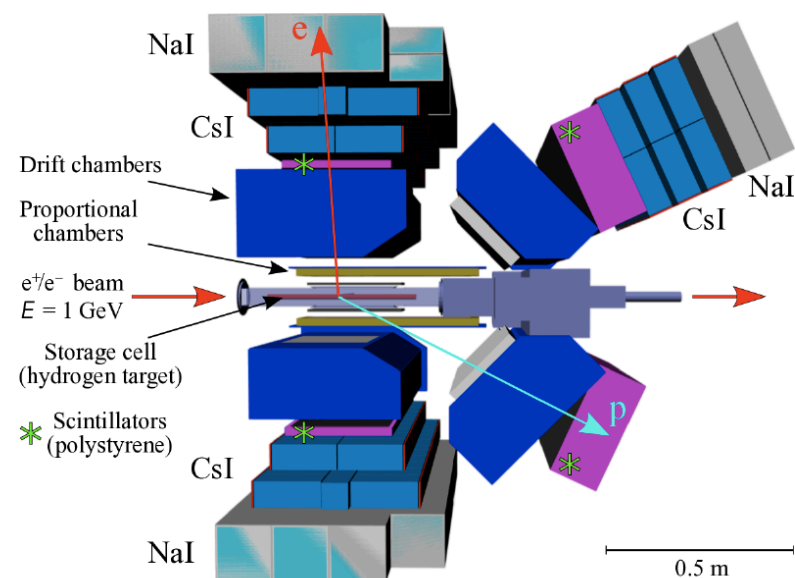 NaI
e
CsI
Drift chambers
Proportional
chambers
e⁺/e⁻ beam
E = 1 GeV
Storage cell
(hydrogen target)
Scintillators
(polystyrene)
CsI
NaI
NaI
CsI
p
0.5 m